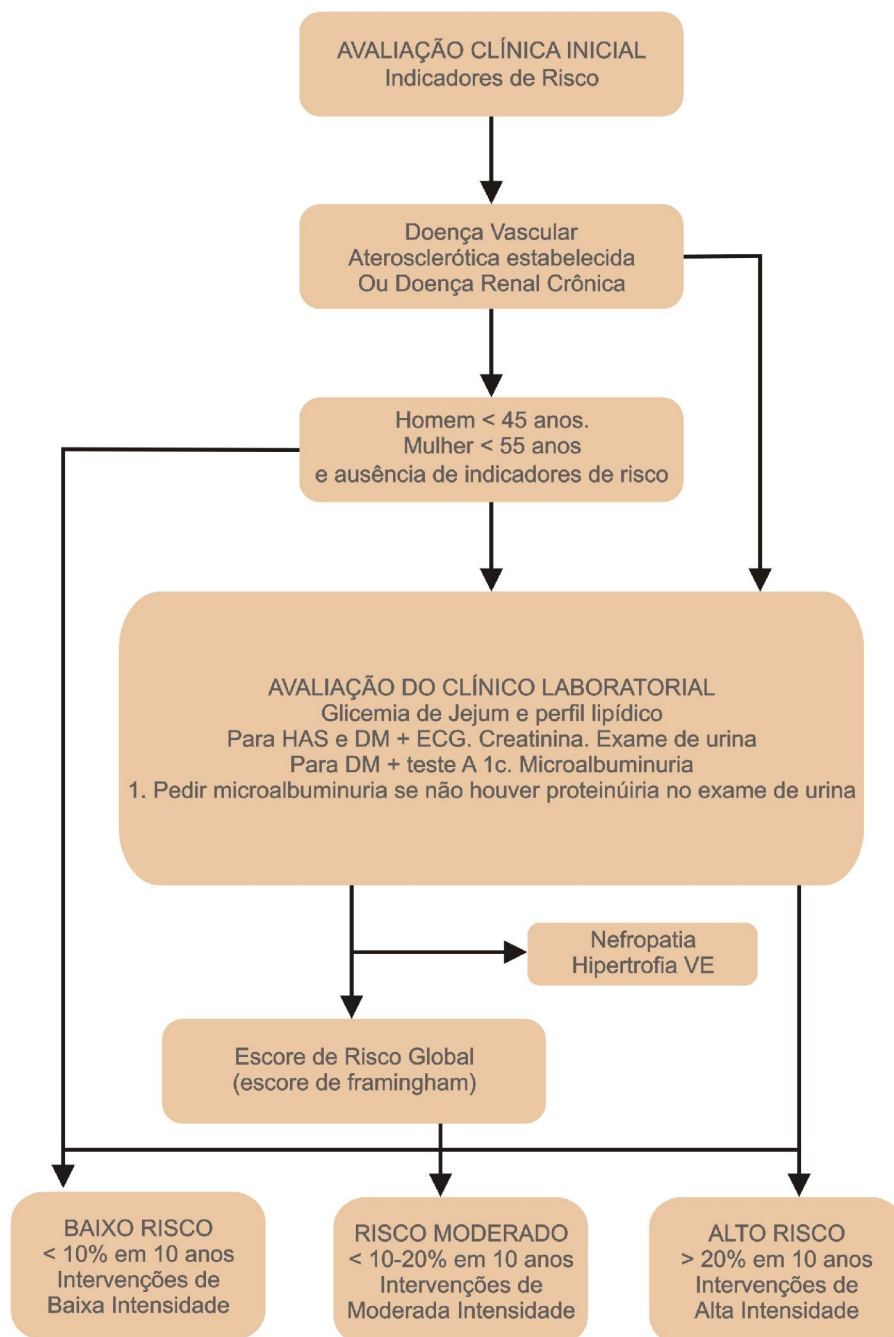 AVALIAÇÃO CLÍNICA INICIAL
Indicadores de Risco
Doença Vascular
Aterosclerótica estabelecida
Ou Doença Renal Crônica
Homem < 45 anos.
Mulher < 55 anos
e ausência de indicadores de risco
AVALIAÇÃO DO CLÍNICO LABORATORIAL
Glicemia de Jejum e perfil lipídico
Para HAS e DM + ECG. Creatinina. Exame de urina
Para DM + teste A 1c. Microalbuminuria
1. Pedir microalbuminuria se não houver proteinúiria no exame de urina
Nefropatia
Hipertrofia VE
Escore de Risco Global
(escore de framingham)
BAIXO RISCO
< 10% em 10 anos
Intervenções de
Baixa Intensidade
RISCO MODERADO
< 10-20% em 10 anos
Intervenções de
Moderada Intensidade
ALTO RISCO
> 20% em 10 anos
Intervenções de
Alta Intensidade